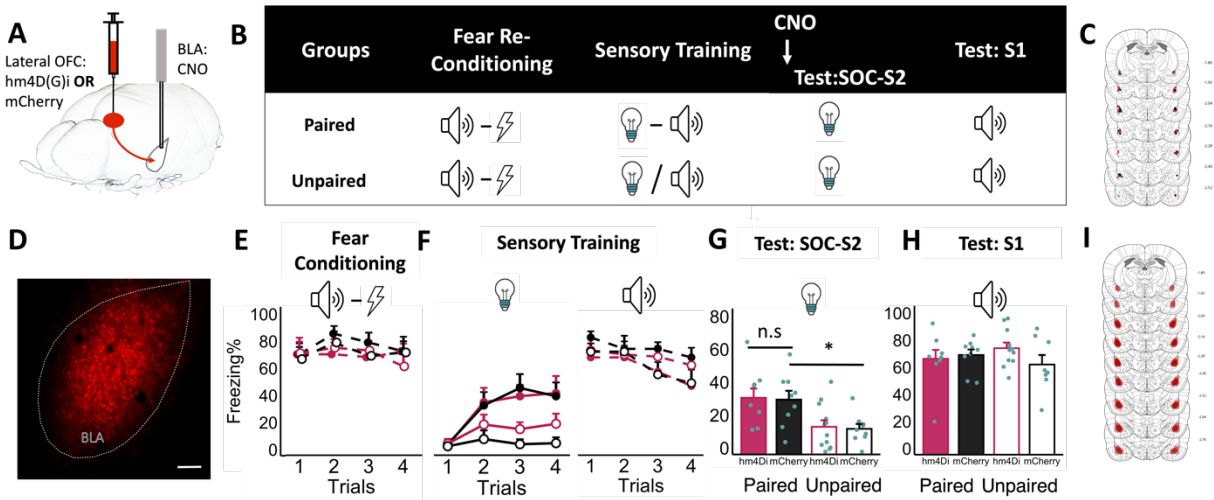 A
Lateral OFC:
hm4D(G)i OR
mCherry
BLA:
CNO
B
Groups
Fear Re-
Conditioning
Sensory Training
CNO
Test:SOC-S2
Test: S1
Paired
Unpaired
/
C
D
BLA
E
Fear
Conditioning
Freezing%
100
80
60
40
20
0
1 2 3 4
Trials
F
Sensory Training
1 2 3 4
Trials
1 2 3 4
Trials
G
Test: SOC-S2
80
60
40
20
0
n.s
*
hm4Di mCherry hm4Di mCherry
Paired Unpaired
H
Test: S1
100
80
60
40
20
0
hm4Di mCherry hm4Di mCherry
Paired Unpaired
I